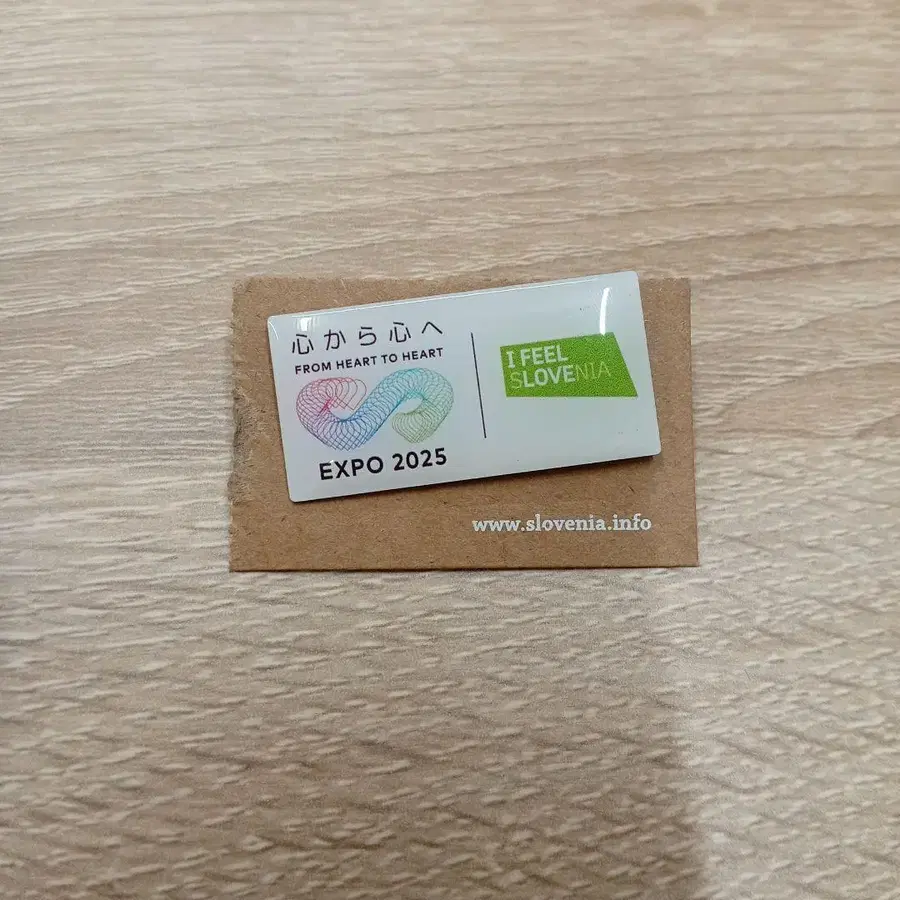 心から心へ
FROM HEART TO HEART
EXPO 2025
I FEEL
SLOVENIA
www.slovenia.info